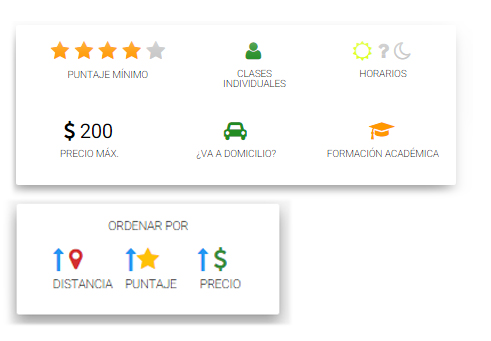 PUNTAJE MÍNIMO
CLASES
INDIVIDUALES
HORARIOS
?
$ 200
PRECIO MÁX.
¿VA A DOMICILIO?
FORMACIÓN ACADÉMICA
ORDENAR POR
$
DISTANCIA
PUNTAJE
PRECIO